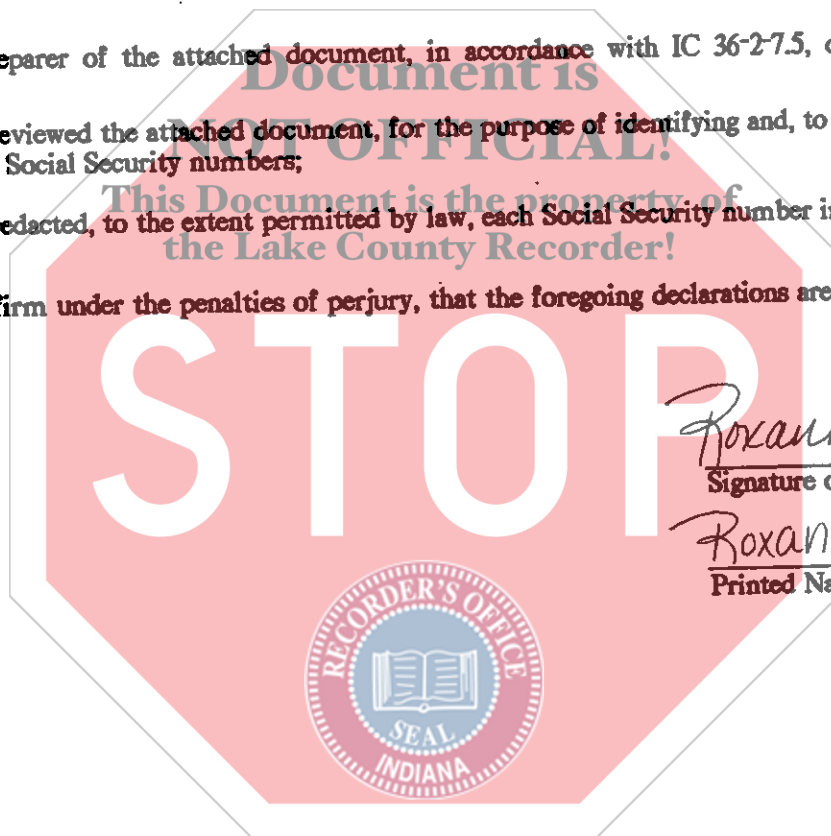 eparer of the attached document, in accordance with IC 36-2-7.5,
Document is
eviewed the attached document, for the purpose of identifying and, to
NOT OFFICIAL!
Social Security numbers;
This Document is the property of
edacted, to the extent permitted by law, each Social Security number i
the Lake County Recorder!
firm under the penalties of perjury, that the foregoing declarations are
STOP
Roxann
Signature o
Roxan
Printed Na
RECORDER'S OFFICE
SEAL
INDIANA